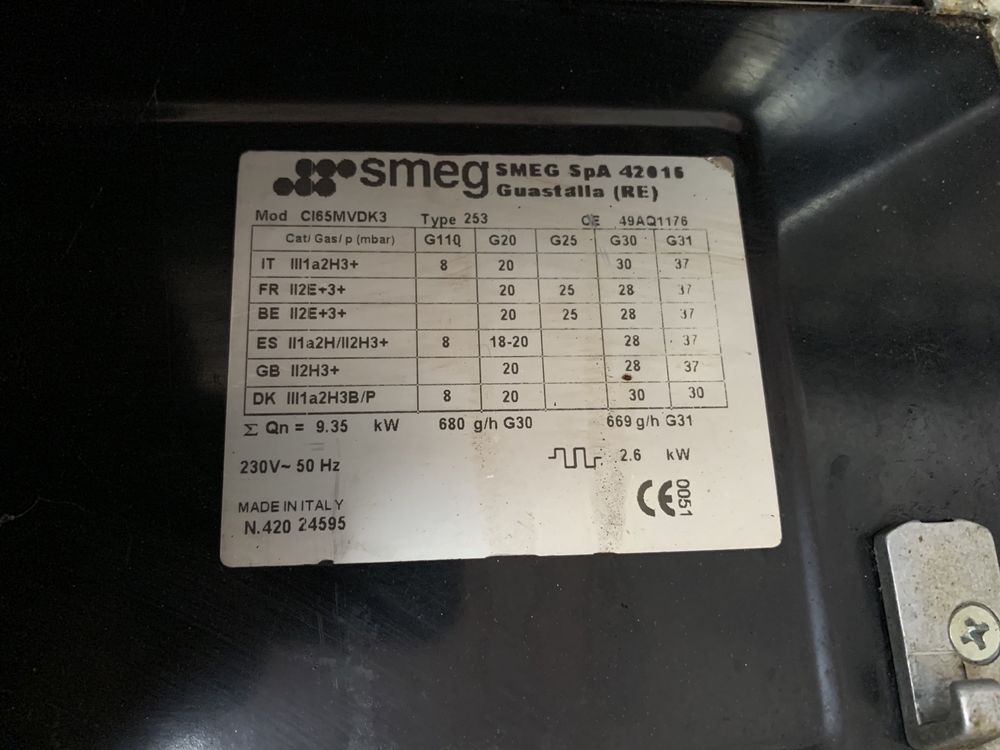 smeg SMEG SpA 42016
Guastalla (RE)
Mod CI65MVDK3 Type 253 CE 49AQ1176
Cat/ Gas/ p (mbar) G110 G20 G25 G30 G31
IT III1a2H3+ 8 20 30 37
FR II2E+3+ 20 25 28 37
BE II2E+3+ 20 25 28 37
ES II1a2H/II2H3+ 8 18-20 28 37
GB II2H3+ 20 28 37
DK III1a2H3B/P 8 20 30 30
Σ Qn = 9.35 kW 680 g/h G30 669 g/h G31
230V~ 50 Hz 2.6 kW
CE 0051
MADE IN ITALY
N.420 24595